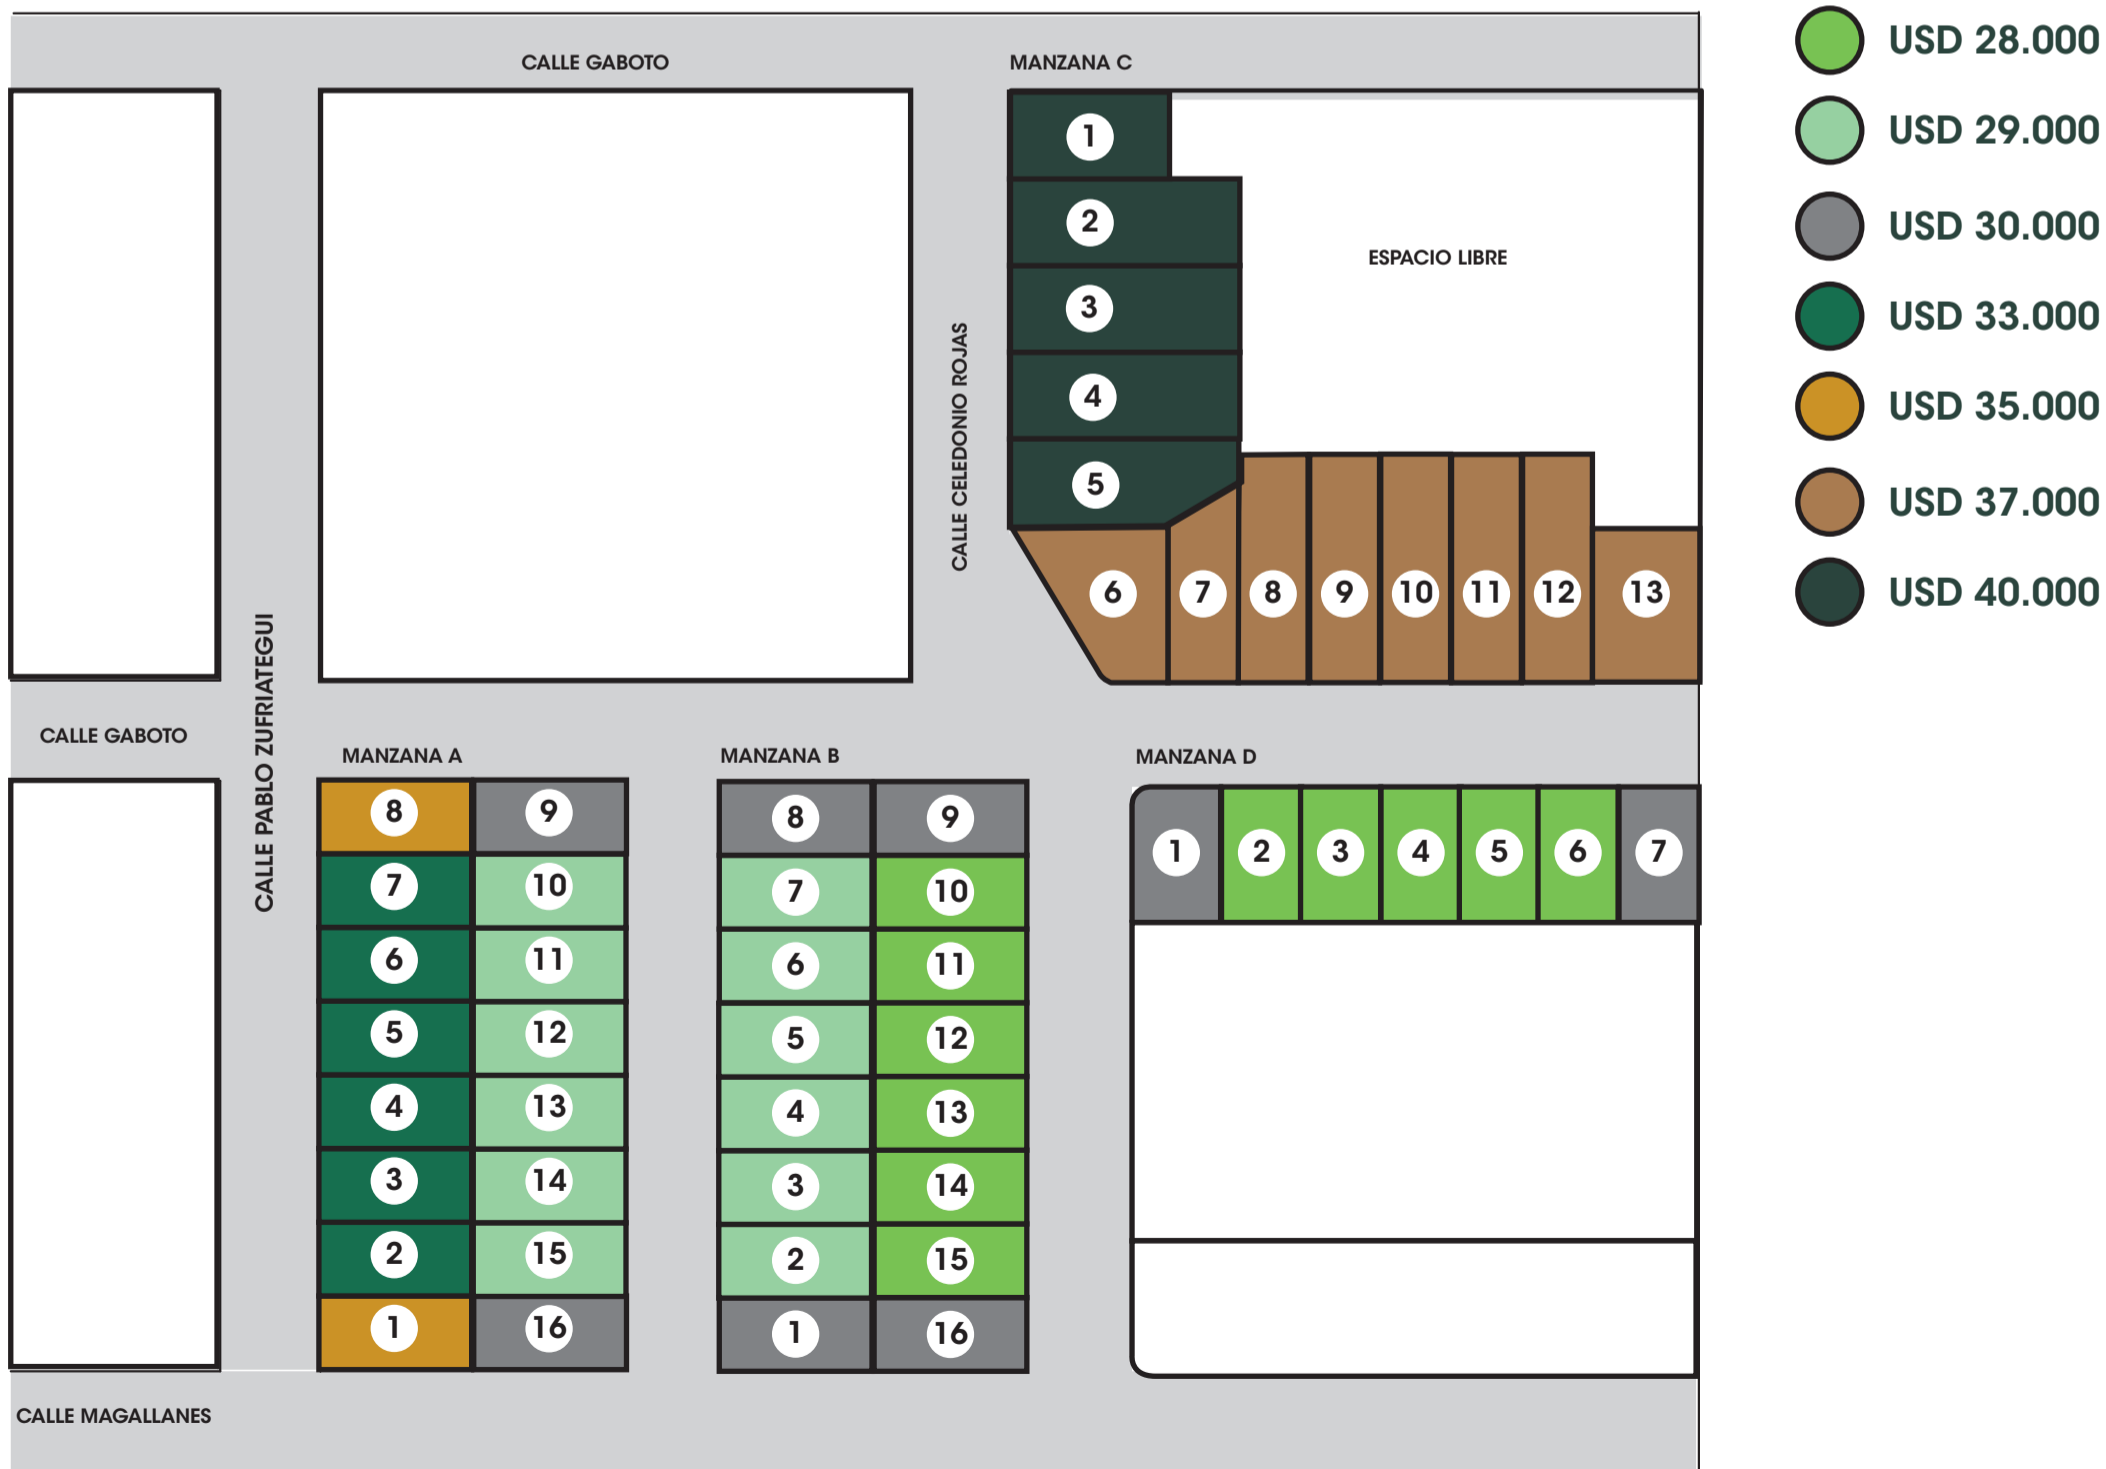 CALLE GABOTO
MANZANA C
USD 28.000
USD 29.000
USD 30.000
USD 33.000
USD 35.000
USD 37.000
USD 40.000
1
2
3
4
5
ESPACIO LIBRE
CALLE CELEDONIO ROJAS
6 7 8 9 10 11 12 13
CALLE GABOTO
CALLE PABLO ZUFRIATEGUI
MANZANA A
8 9
7 10
6 11
5 12
4 13
3 14
2 15
1 16
MANZANA B
8 9
7 10
6 11
5 12
4 13
3 14
2 15
1 16
MANZANA D
1 2 3 4 5 6 7
CALLE MAGALLANES